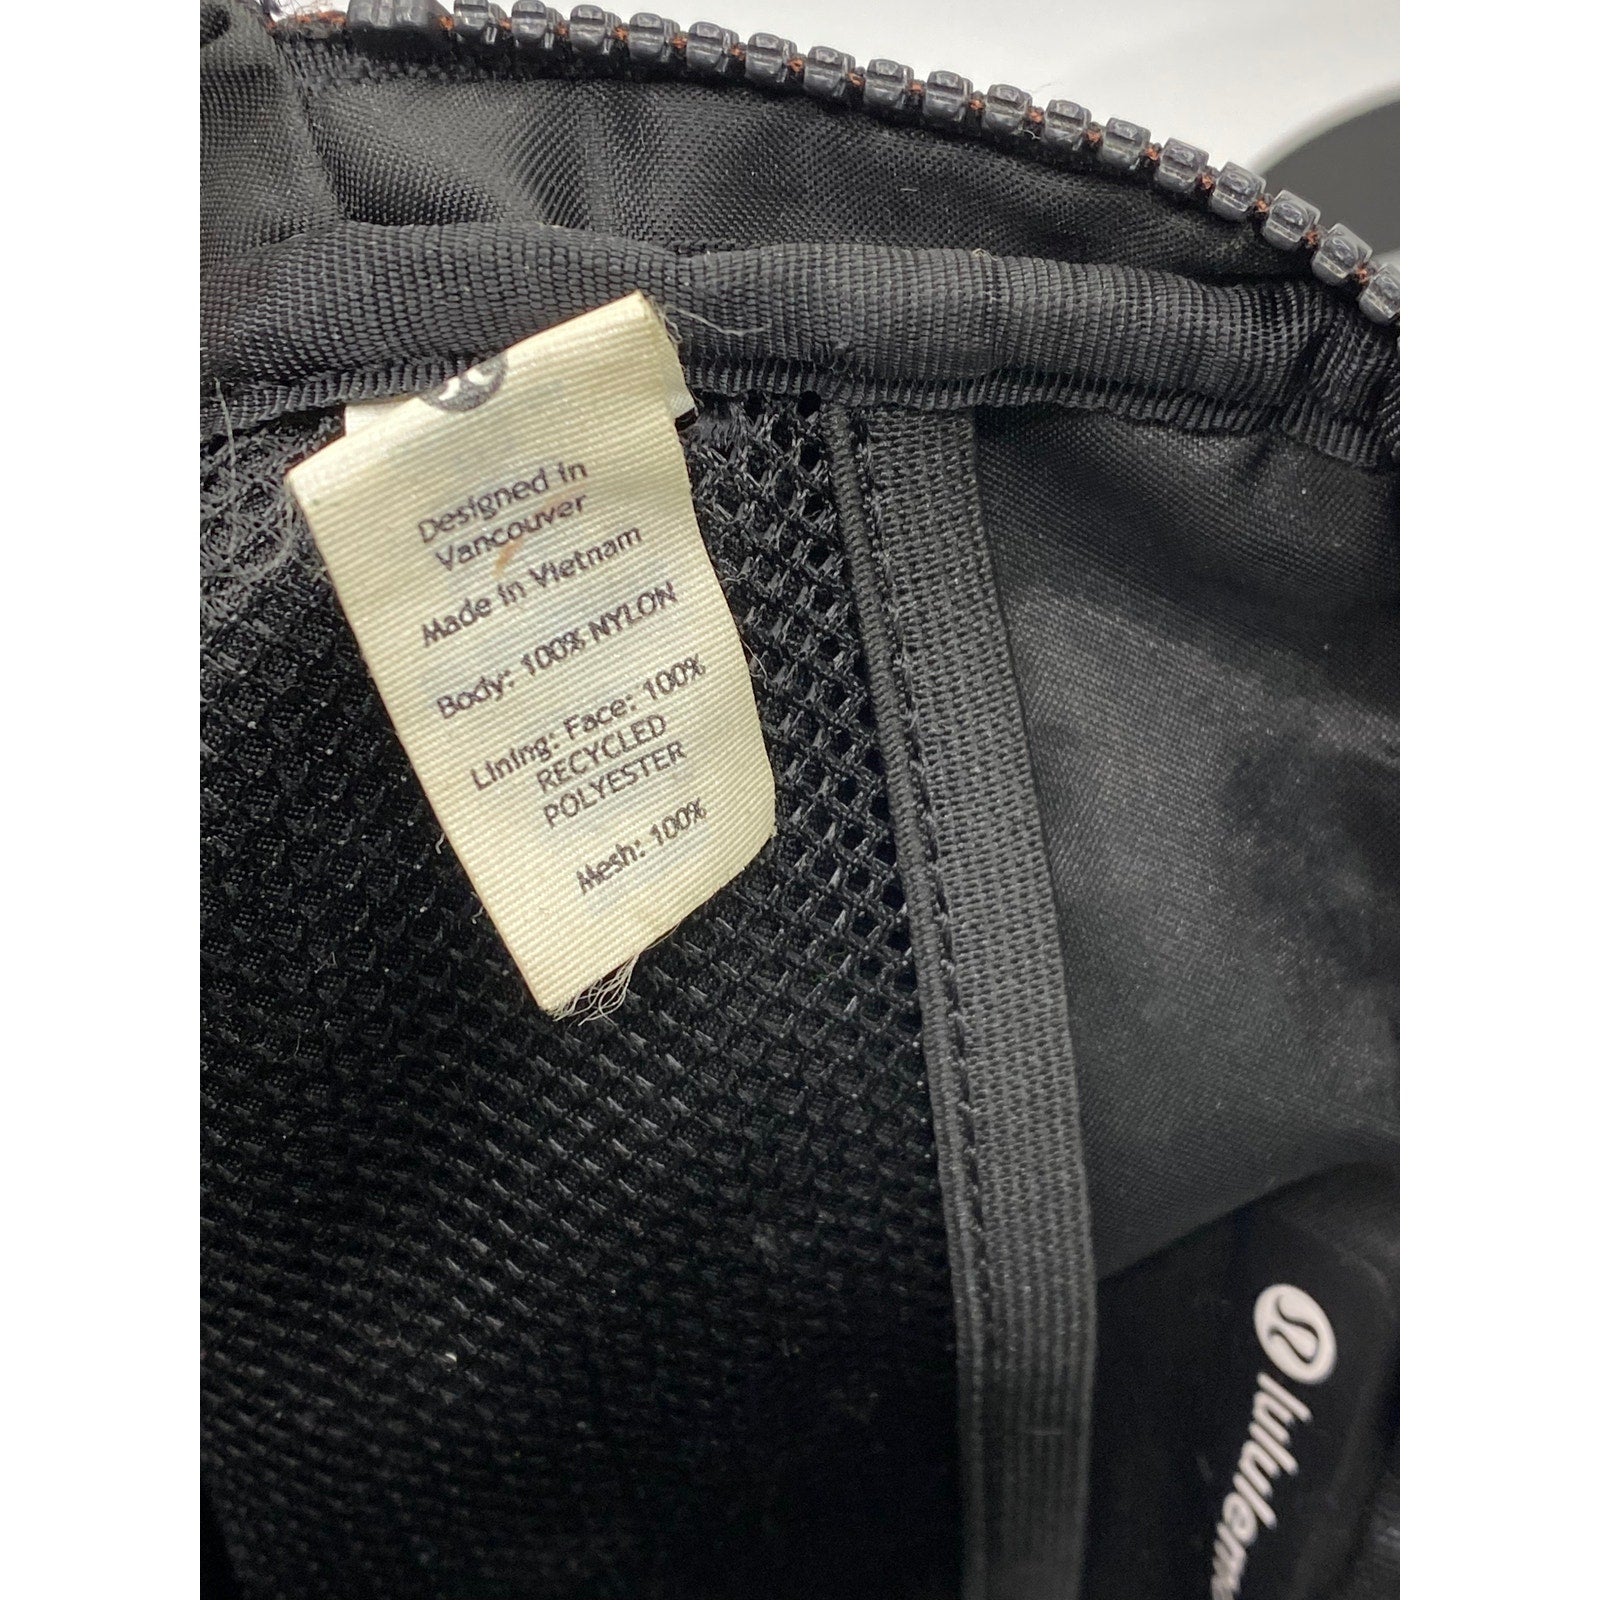 Designed in
Vancouver
Made in Vietnam
Body: 100% NYLON
Lining: Face: 100%
RECYCLED
POLYESTER
Mesh: 100%
lululem